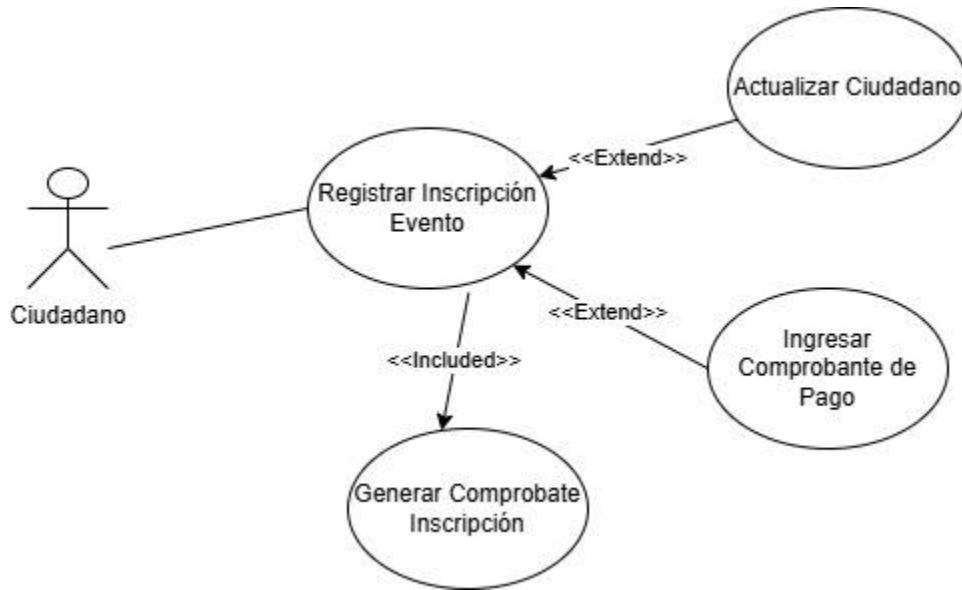 Actualizar Ciudadano
<<Extend>>
Registrar Inscripción
Evento
Ciudadano
<<Extend>>
Ingresar
Comprobante de
Pago
<<Included>>
Generar Comprobate
Inscripción